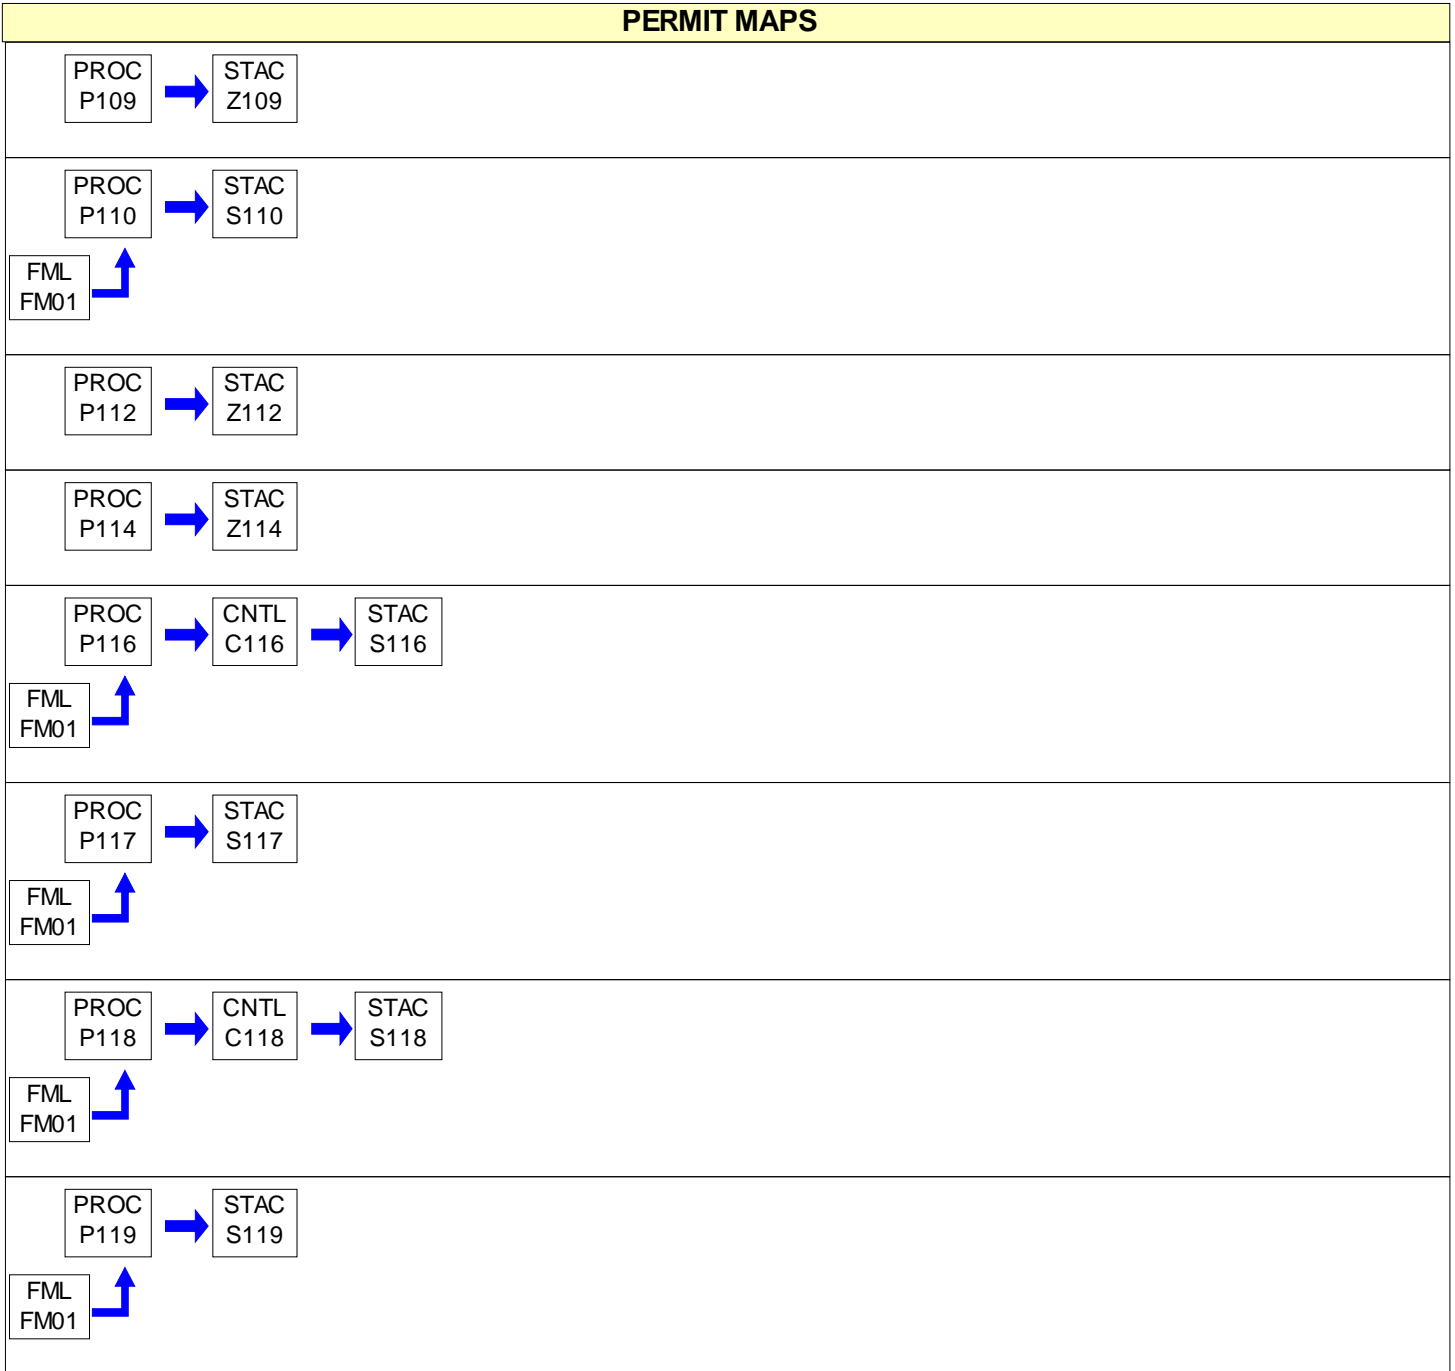 PERMIT MAPS
PROC
P109
STAC
Z109
PROC
P110
STAC
S110
FML
FM01
PROC
P112
STAC
Z112
PROC
P114
STAC
Z114
PROC
P116
CNTL
C116
STAC
S116
FML
FM01
PROC
P117
STAC
S117
FML
FM01
PROC
P118
CNTL
C118
STAC
S118
FML
FM01
PROC
P119
STAC
S119
FML
FM01